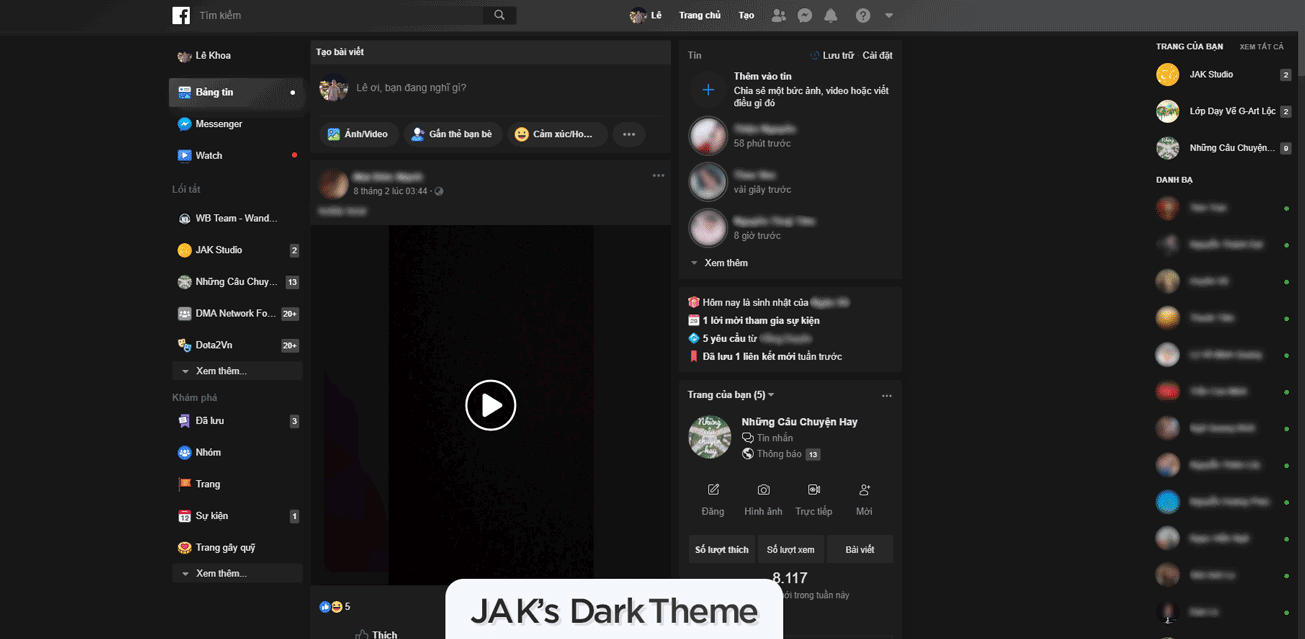 Tìm kiếm
Lê
Trang chủ
Tạo
Lê Khoa
Bảng tin
Messenger
Watch
Lối tắt
WB Team - Wand...
JAK Studio
2
Những Câu Chuy...
13
DMA Network Fo...
20+
Dota2Vn
20+
Xem thêm...
Khám phá
Đã lưu
3
Nhóm
Trang
Sự kiện
1
Trang gây quỹ
Xem thêm...
Tạo bài viết
Lê ơi, bạn đang nghĩ gì?
Ảnh/Video
Gắn thẻ bạn bè
Cảm xúc/Ho...
8 tháng 2 lúc 03:44
5
Thích
Tin
Lưu trữ · Cài đặt
Thêm vào tin
Chia sẻ một bức ảnh, video hoặc viết
điều gì đó
58 phút trước
vài giây trước
8 giờ trước
Xem thêm
Hôm nay là sinh nhật của
1 lời mời tham gia sự kiện
5 yêu cầu từ
Đã lưu 1 liên kết mới tuần trước
Trang của bạn (5)
Những Câu Chuyện Hay
Tin nhắn
Thông báo 13
Đăng
Hình ảnh
Trực tiếp
Mời
Số lượt thích
Số lượt xem
Bài viết
8.117
trong tuần này
TRANG CỦA BẠN
XEM TẤT CẢ
JAK Studio
2
Lớp Dạy Vẽ G-Art Lộc
2
Những Câu Chuyện...
9
DANH BẠ
JAK's Dark Theme